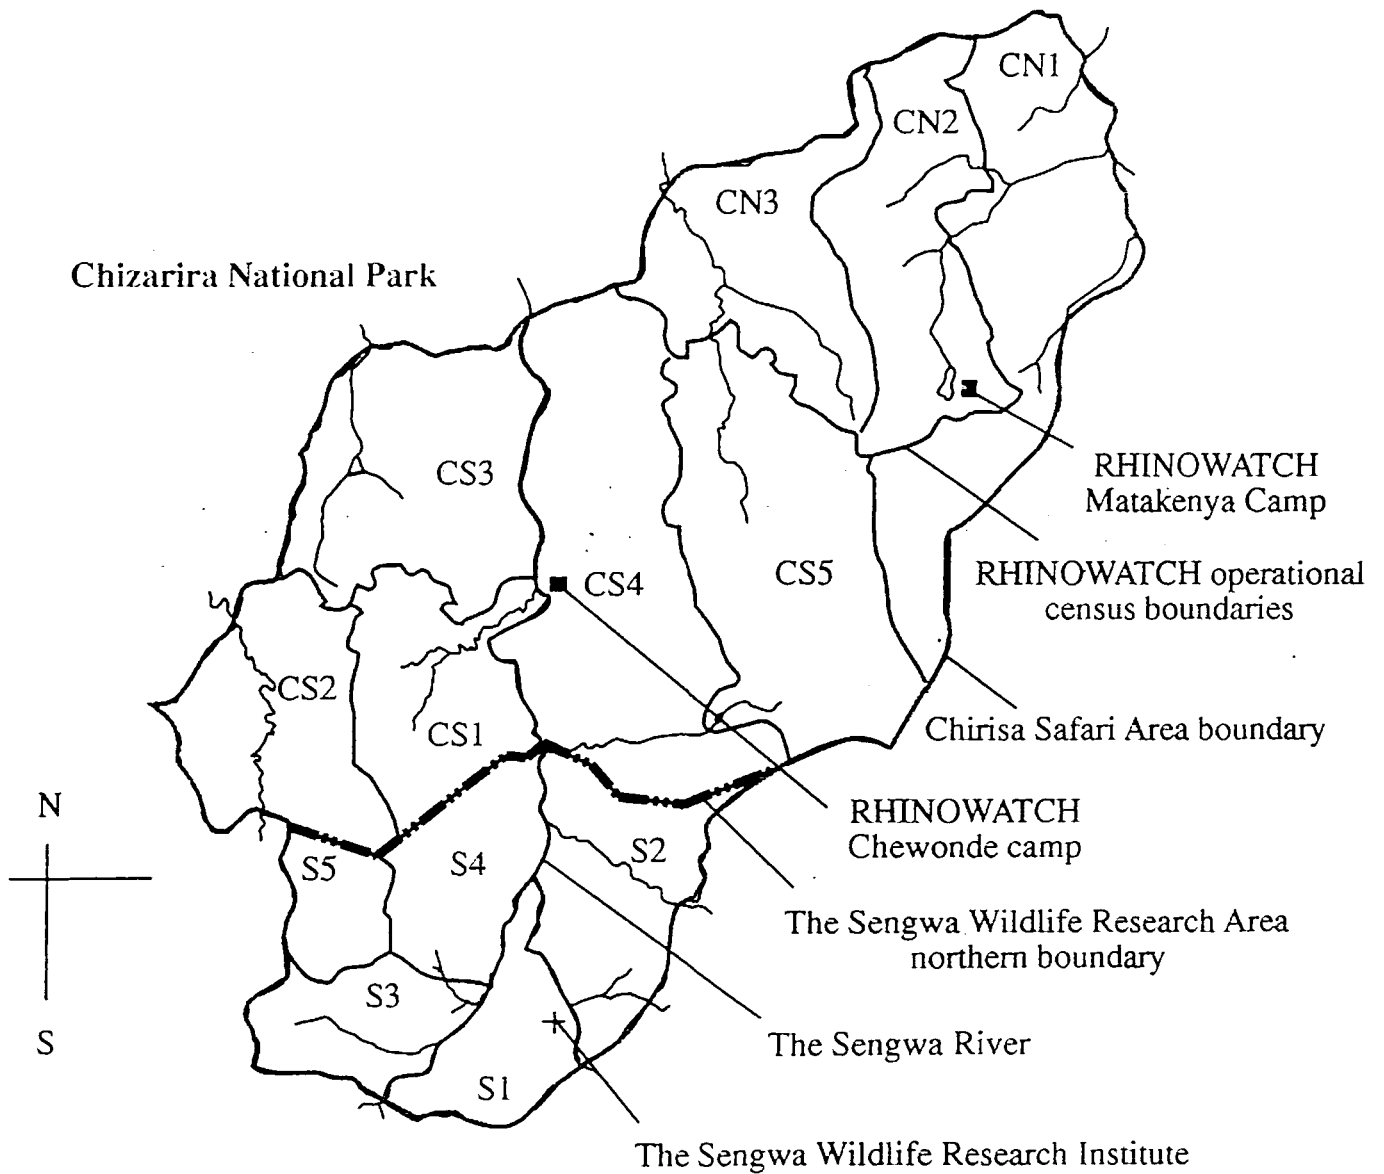 CN1
CN2
CN3
Chizarira National Park
CS3
RHINOWATCH
Matakenya Camp
CS4
CS5
RHINOWATCH operational
census boundaries
CS2
CS1
Chirisa Safari Area boundary
N
RHINOWATCH
Chewonde camp
S5
S4
S2
The Sengwa Wildlife Research Area
northern boundary
S3
S
The Sengwa River
S1
The Sengwa Wildlife Research Institute